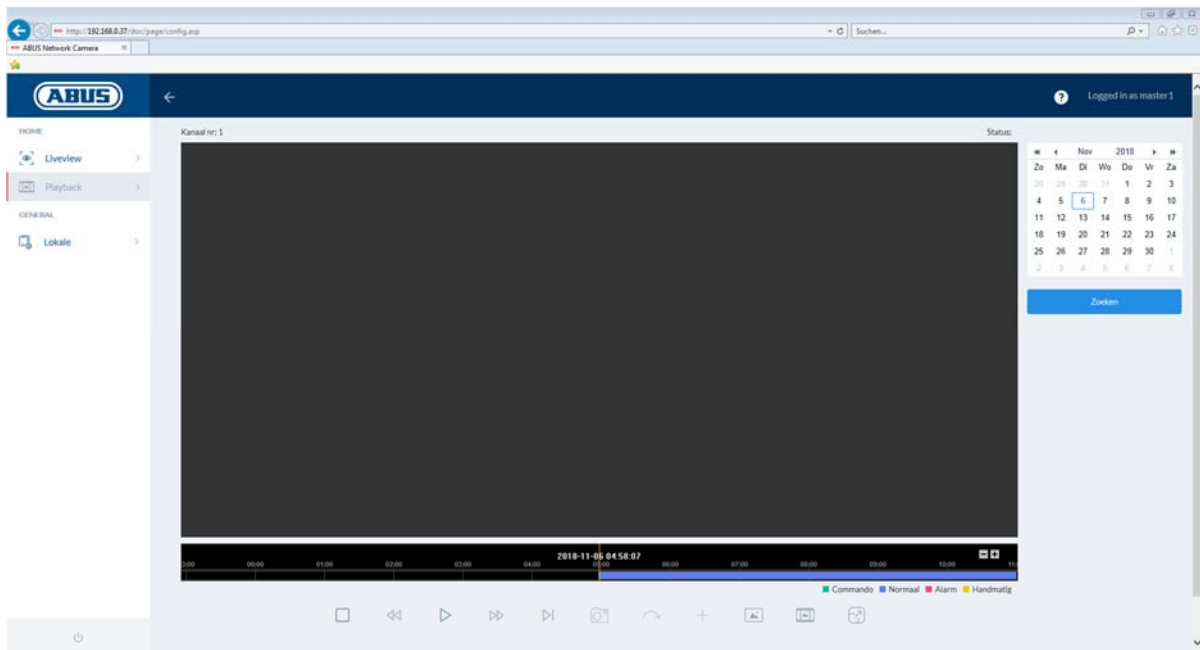 http://192.168.0.37/doc/page/config.asp
Suchen...
ABUS Network Camera
ABUS
Logged in as master1
HOME
Liveview
Playback
GENERAL
Lokale
Kanaal nr: 1
Status:
Nov 2018
Zo Ma Di Wo Do Vr Za
28 29 30 31 1 2 3
4 5 6 7 8 9 10
11 12 13 14 15 16 17
18 19 20 21 22 23 24
25 26 27 28 29 30 1
2 3 4 5 6 7 8
Zoeken
2018-11-06 04:58:07
3:00 00:00 01:00 02:00 03:00 04:00 05:00 06:00 07:00 08:00 09:00 10:00 11:
Commando Normaal Alarm Handmatig